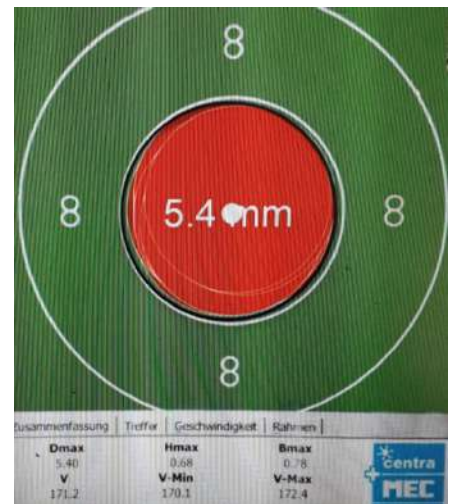 8
8
5.4 mm
8
8
Zusammenfassung Treffer Geschwindigkeit Rahmen
Dmax Hmax Bmax
5.40 0.68 0.78
V V-Min V-Max
171.2 170.1 172.4
centra
MEC